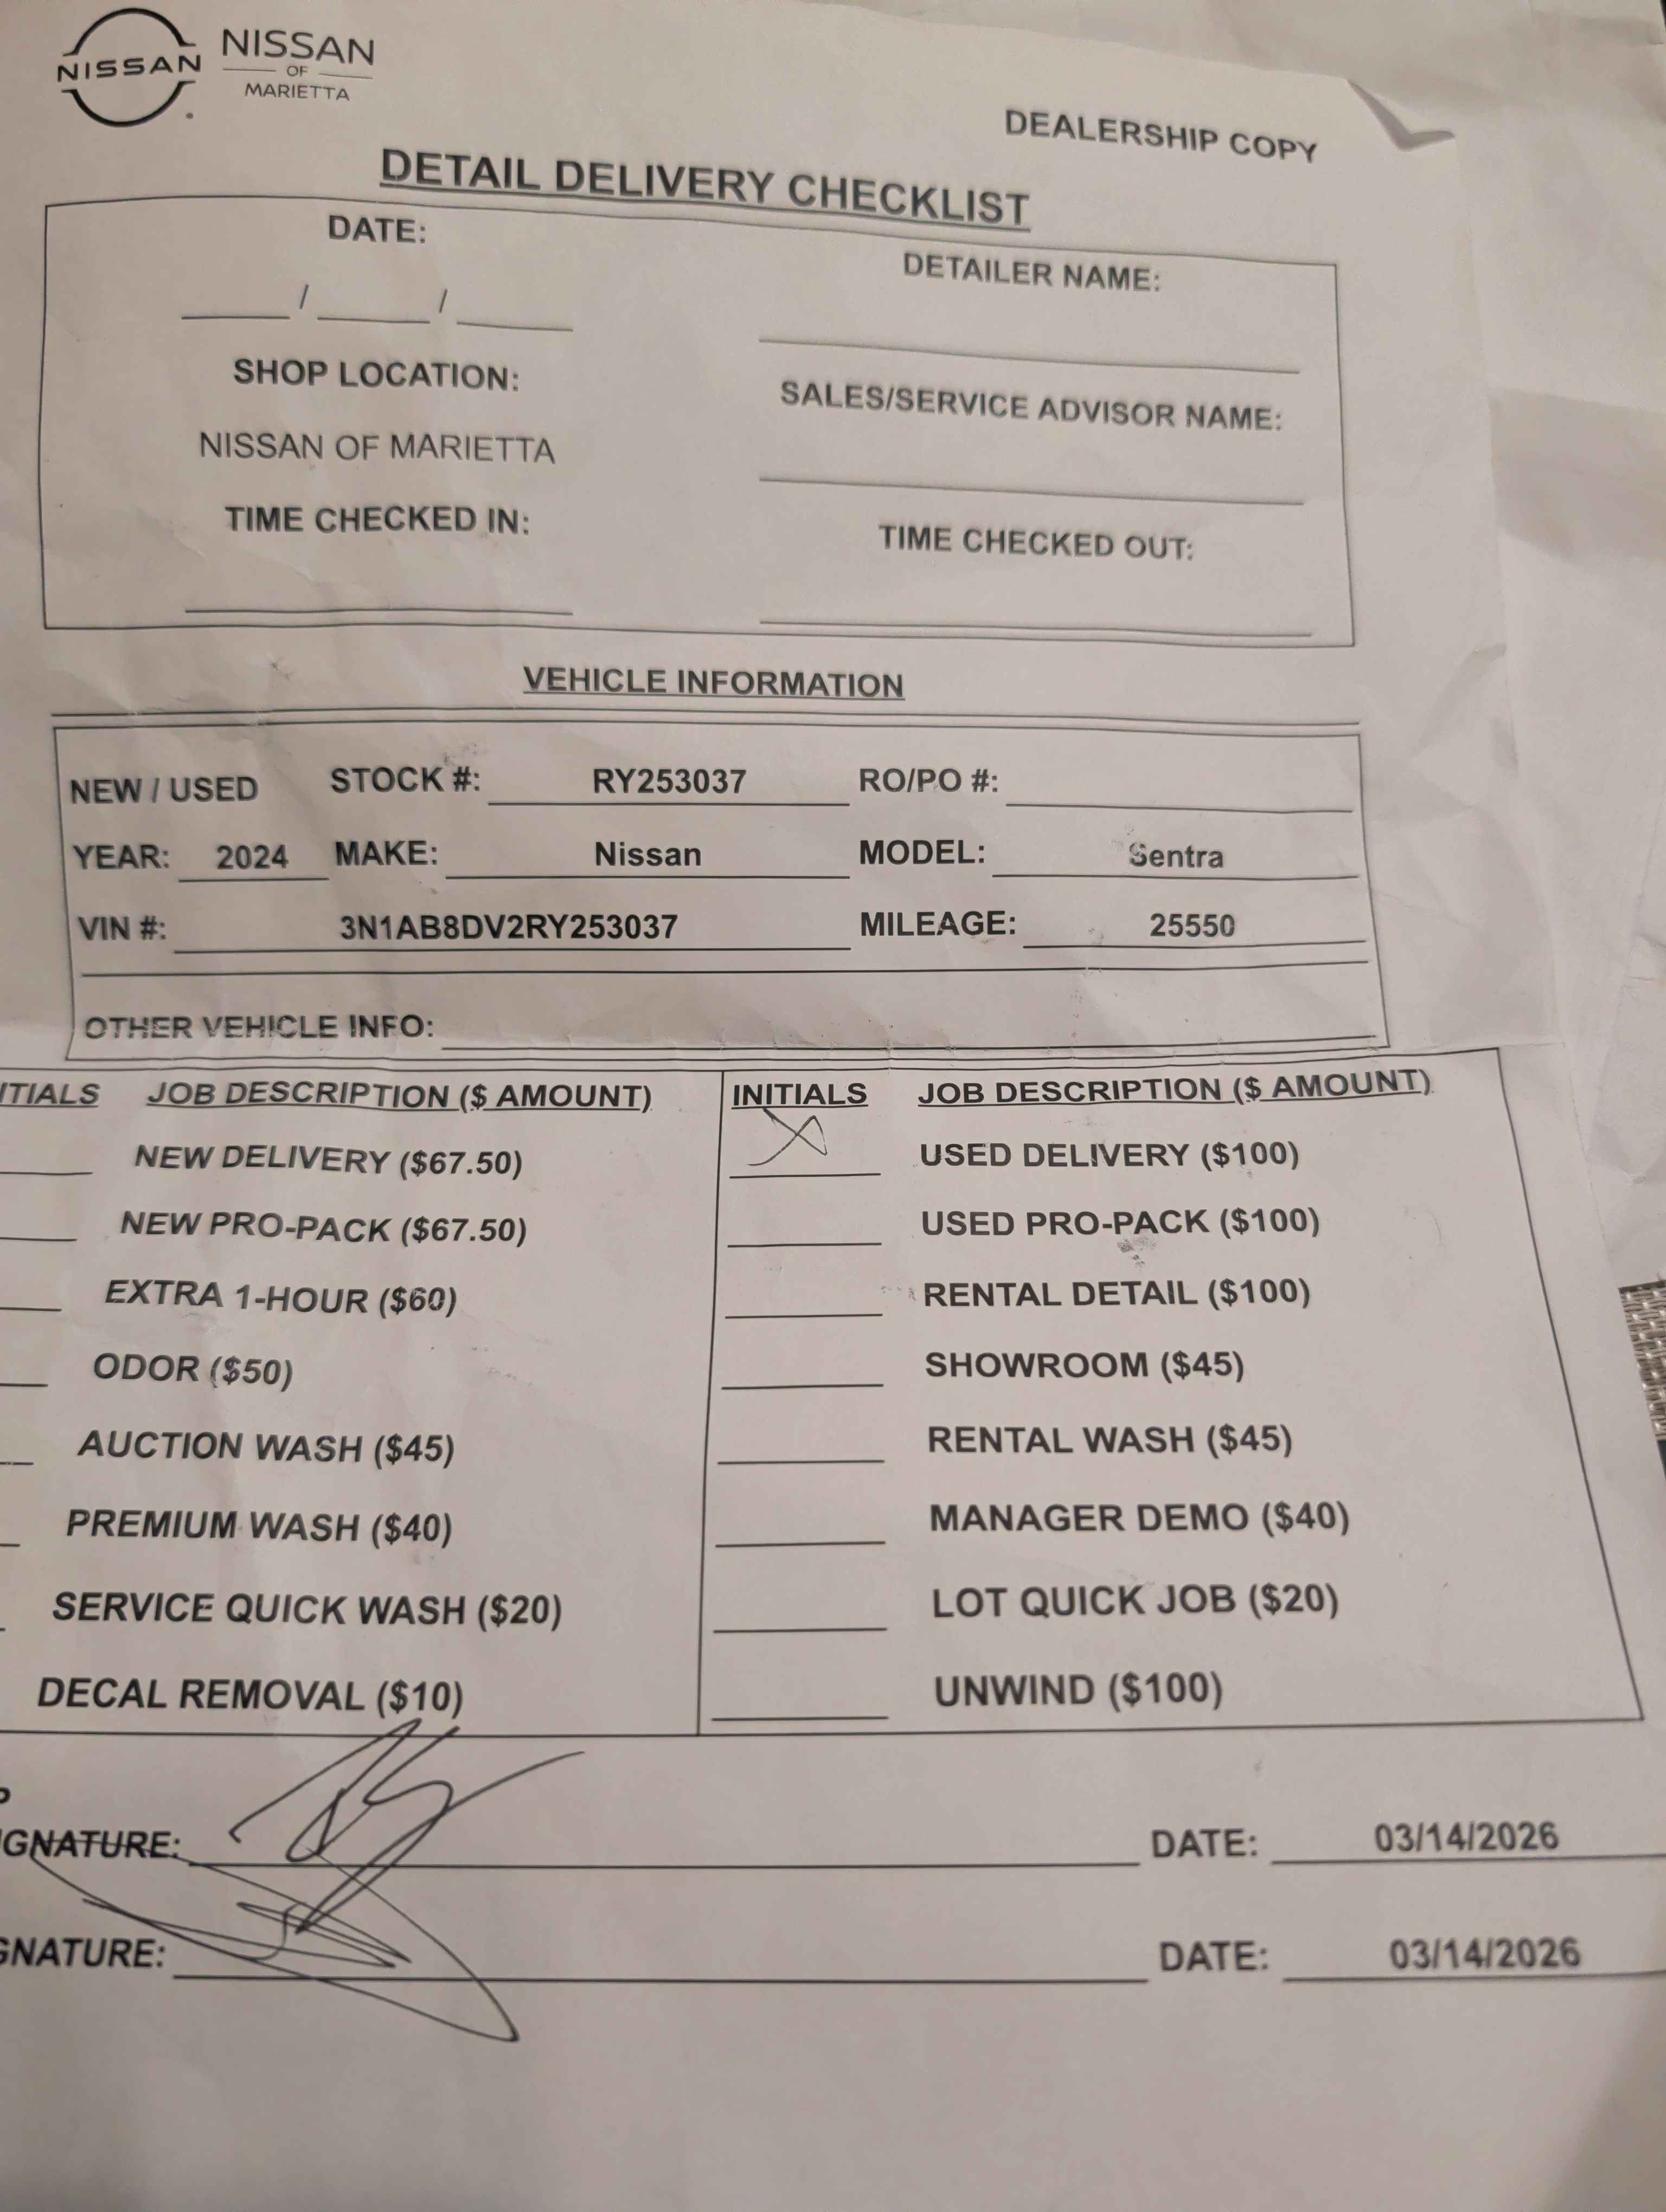 NISSAN
NISSAN
OF
MARIETTA
DEALERSHIP COPY
DETAIL DELIVERY CHECKLIST
DATE:
DETAILER NAME:
____/____/____
SHOP LOCATION:
SALES/SERVICE ADVISOR NAME:
NISSAN OF MARIETTA
TIME CHECKED IN:
TIME CHECKED OUT:
VEHICLE INFORMATION
NEW / USED STOCK #: RY253037 RO/PO #:
YEAR: 2024 MAKE: Nissan MODEL: Sentra
VIN #: 3N1AB8DV2RY253037 MILEAGE: 25550
OTHER VEHICLE INFO:
ITIALS JOB DESCRIPTION ($ AMOUNT) INITIALS JOB DESCRIPTION ($ AMOUNT)
NEW DELIVERY ($67.50) X USED DELIVERY ($100)
NEW PRO-PACK ($67.50) USED PRO-PACK ($100)
EXTRA 1-HOUR ($60) RENTAL DETAIL ($100)
ODOR ($50) SHOWROOM ($45)
AUCTION WASH ($45) RENTAL WASH ($45)
PREMIUM WASH ($40) MANAGER DEMO ($40)
SERVICE QUICK WASH ($20) LOT QUICK JOB ($20)
DECAL REMOVAL ($10) UNWIND ($100)
P
IGNATURE: DATE: 03/14/2026
GNATURE: DATE: 03/14/2026